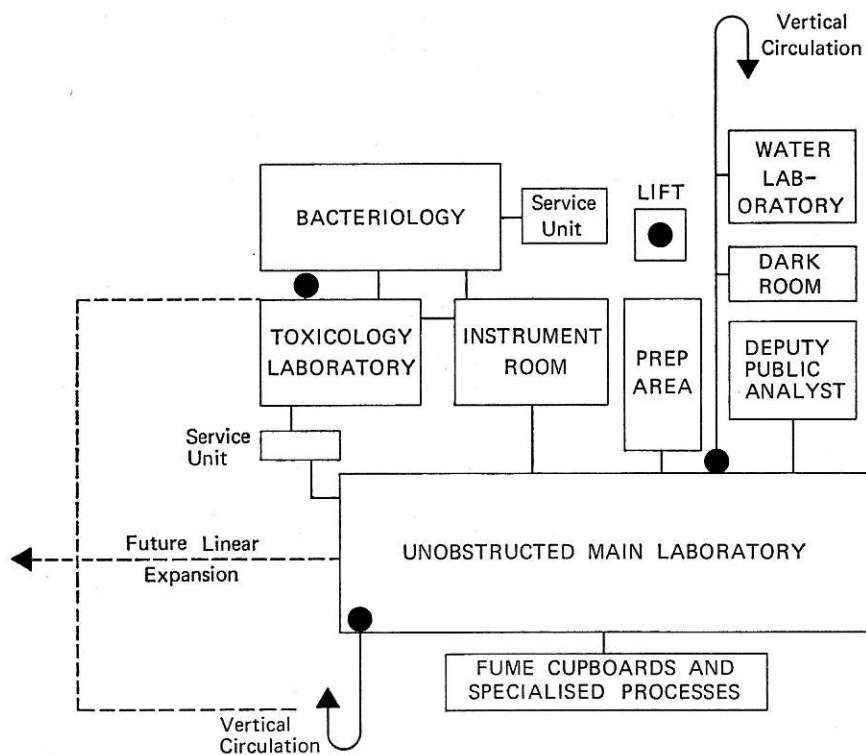 Vertical
Circulation
WATER
LAB-
ORATORY
LIFT
BACTERIOLOGY
Service
Unit
DARK
ROOM
TOXICOLOGY
LABORATORY
INSTRUMENT
ROOM
PREP
AREA
DEPUTY
PUBLIC
ANALYST
Service
Unit
Future Linear
Expansion
UNOBSTRUCTED MAIN LABORATORY
FUME CUPBOARDS AND
SPECIALISED PROCESSES
Vertical
Circulation